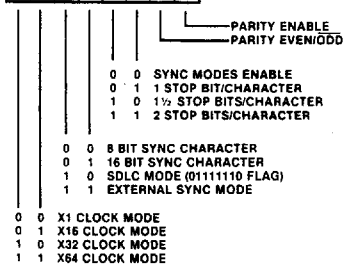 PARITY ENABLE
PARITY EVEN/ODD
0 0 SYNC MODES ENABLE
0 1 1 STOP BIT/CHARACTER
1 0 1½ STOP BITS/CHARACTER
1 1 2 STOP BITS/CHARACTER
0 0 8 BIT SYNC CHARACTER
0 1 16 BIT SYNC CHARACTER
1 0 SDLC MODE (01111110 FLAG)
1 1 EXTERNAL SYNC MODE
0 0 X1 CLOCK MODE
0 1 X16 CLOCK MODE
1 0 X32 CLOCK MODE
1 1 X64 CLOCK MODE